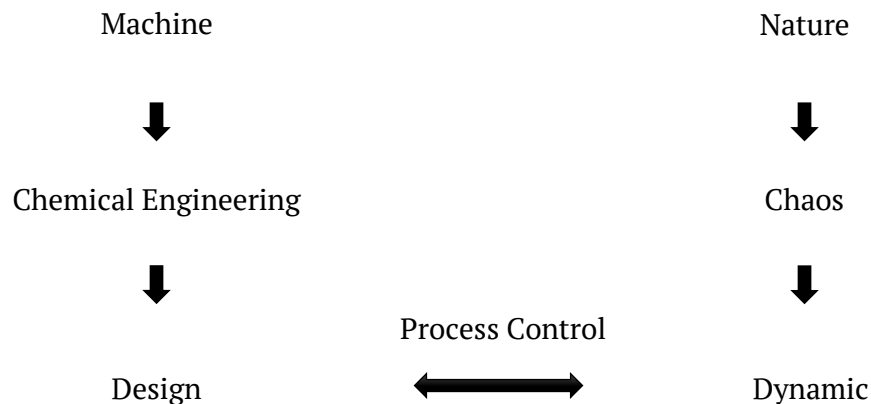 Machine
Nature
Chemical Engineering
Chaos
Process Control
Design
Dynamic